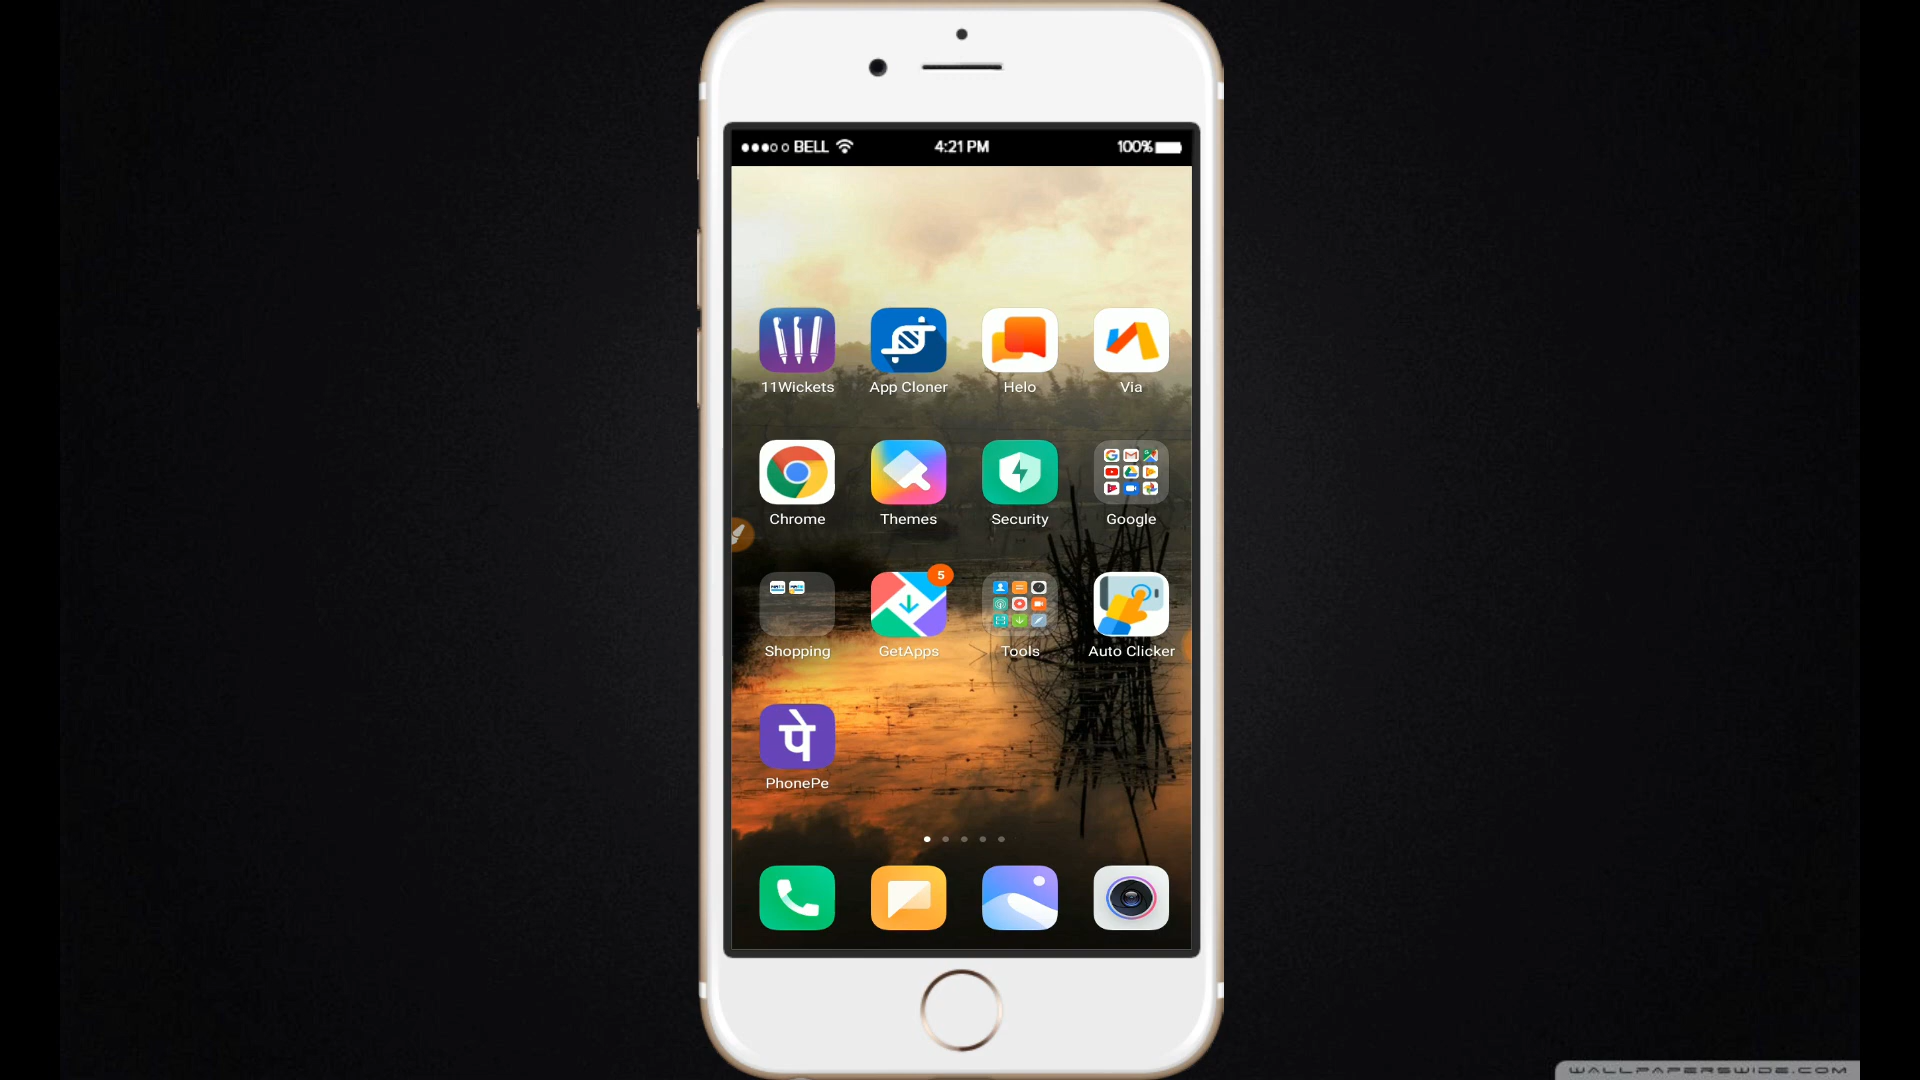 BELL 4:21 PM 100%
11Wickets App Cloner Helo Via
Chrome Themes Security Google
5
Shopping GetApps Tools Auto Clicker
पे
PhonePe
WALLPAPERSWIDE.COM